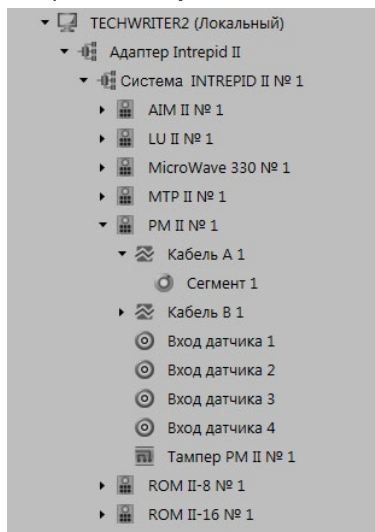 TECHWRITER2 (Локальный)
Адаптер Intrepid II
Система INTREPID II № 1
AIM II № 1
LU II № 1
MicroWave 330 № 1
MTP II № 1
PM II № 1
Кабель A 1
Сегмент 1
Кабель B 1
Вход датчика 1
Вход датчика 2
Вход датчика 3
Вход датчика 4
Тампер PM II № 1
ROM II-8 № 1
ROM II-16 № 1